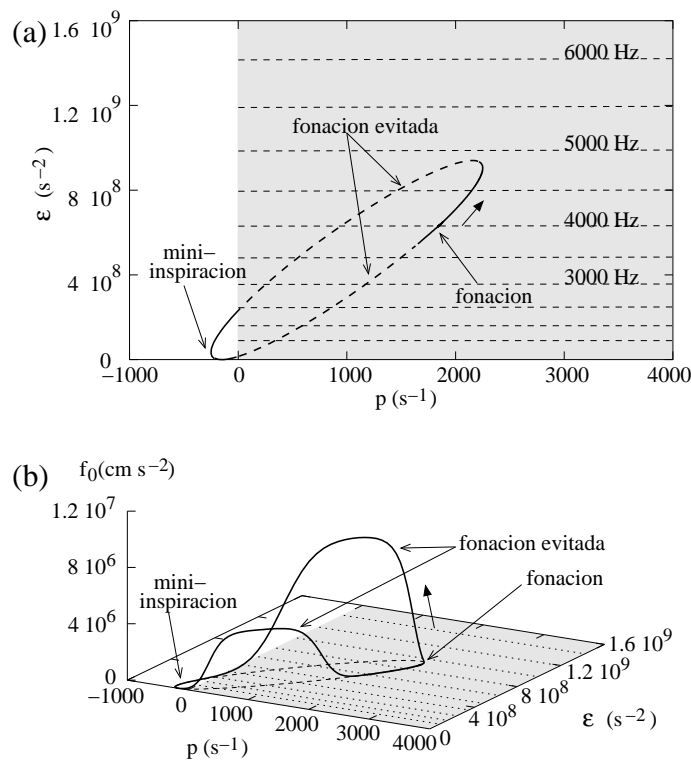 (a)
1.6 10⁹
1.2 10⁹
8 10⁸
4 10⁸
0
ε (s⁻²)
6000 Hz
5000 Hz
4000 Hz
3000 Hz
fonacion evitada
mini–
inspiracion
fonacion
−1000 0 1000 2000 3000 4000
p (s⁻¹)
(b)
f₀(cm s⁻²)
1.2 10⁷
8 10⁶
4 10⁶
0
mini–
inspiracion
fonacion evitada
fonacion
−1000 0 1000 2000 3000 4000
p (s⁻¹)
0 4 10⁸ 8 10⁸ 1.2 10⁹ 1.6 10⁹
ε (s⁻²)